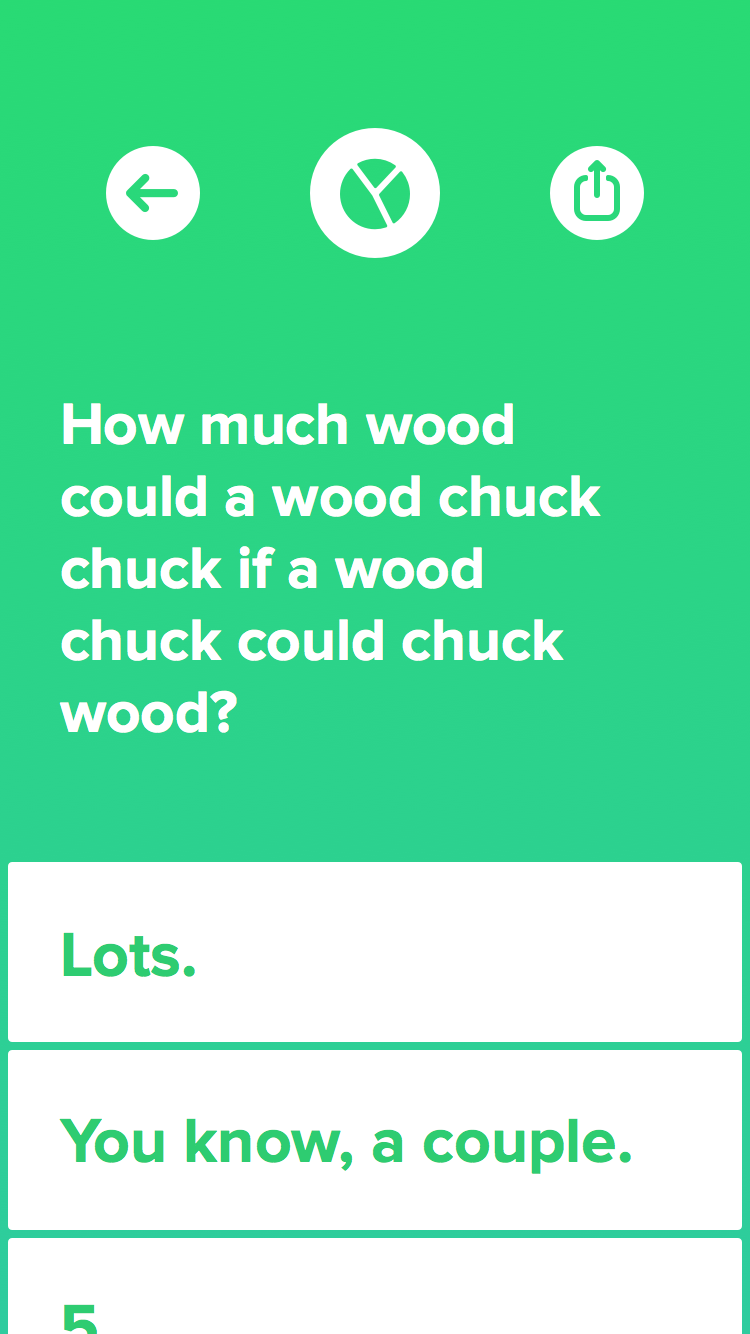 How much wood
could a wood chuck
chuck if a wood
chuck could chuck
wood?
Lots.
You know, a couple.
5